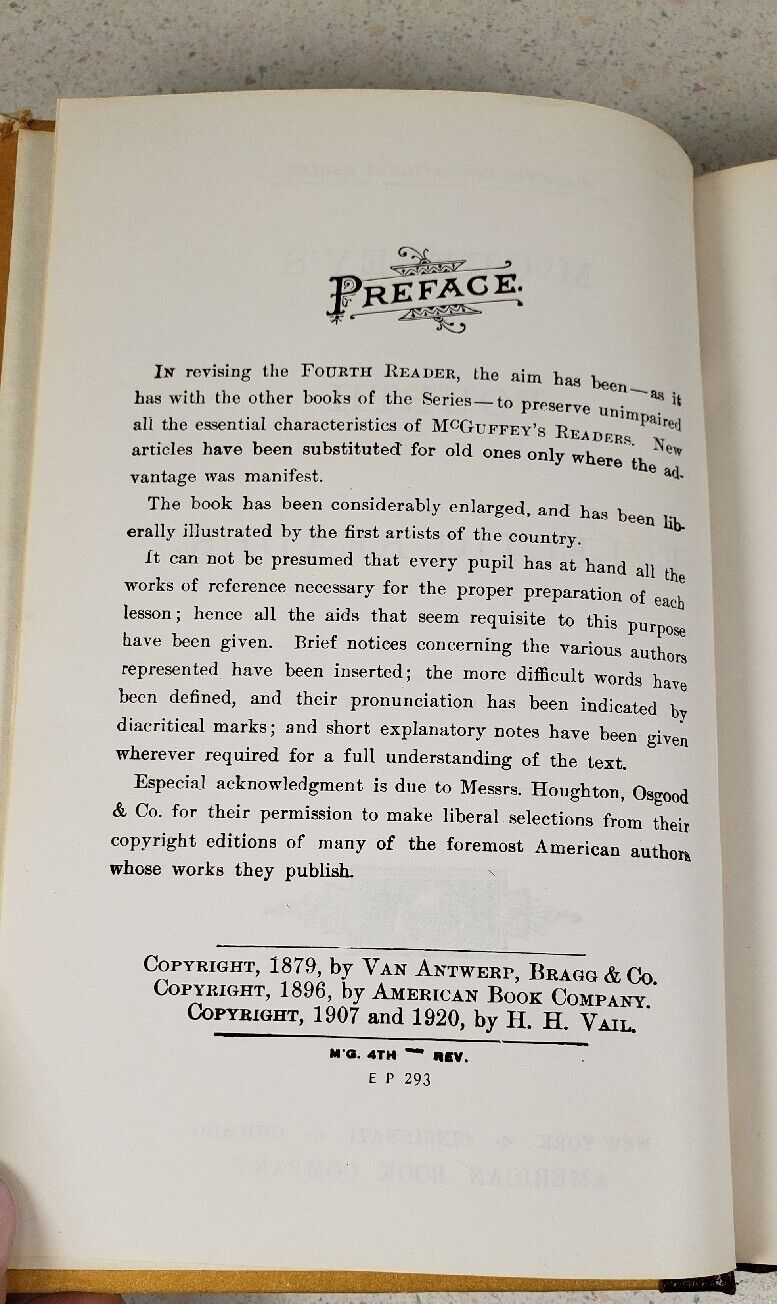 PREFACE.
IN revising the FOURTH READER, the aim has been—as it
has with the other books of the Series—to preserve unimpaired
all the essential characteristics of MCGUFFEY'S READERS. New
articles have been substituted for old ones only where the ad-
vantage was manifest.
The book has been considerably enlarged, and has been lib-
erally illustrated by the first artists of the country.
It can not be presumed that every pupil has at hand all the
works of reference necessary for the proper preparation of each
lesson; hence all the aids that seem requisite to this purpose
have been given. Brief notices concerning the various authors
represented have been inserted; the more difficult words have
been defined, and their pronunciation has been indicated by
diacritical marks; and short explanatory notes have been given
wherever required for a full understanding of the text.
Especial acknowledgment is due to Messrs. Houghton, Osgood
& Co. for their permission to make liberal selections from their
copyright editions of many of the foremost American authors
whose works they publish.
COPYRIGHT, 1879, by VAN ANTWERP, BRAGG & CO.
COPYRIGHT, 1896, by AMERICAN BOOK COMPANY.
COPYRIGHT, 1907 and 1920, by H. H. VAIL.
M'G. 4TH — REV.
E P 293
NEW YORK CINCINNATI CHICAGO
AMERICAN BOOK COMPANY